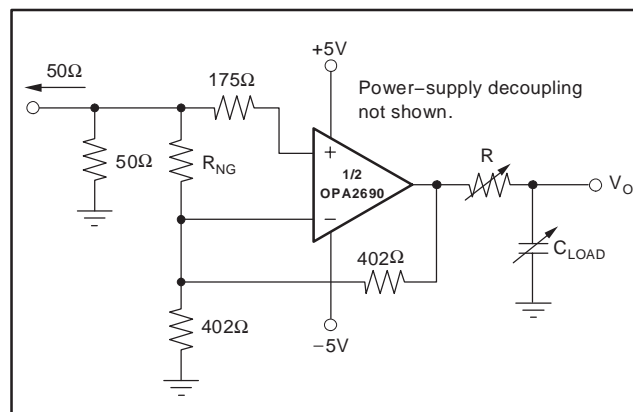 +5V
50Ω
175Ω
Power−supply decoupling
not shown.
50Ω
R_NG
+
1/2
OPA2690
−
R
V_O
402Ω
C_LOAD
402Ω
−5V